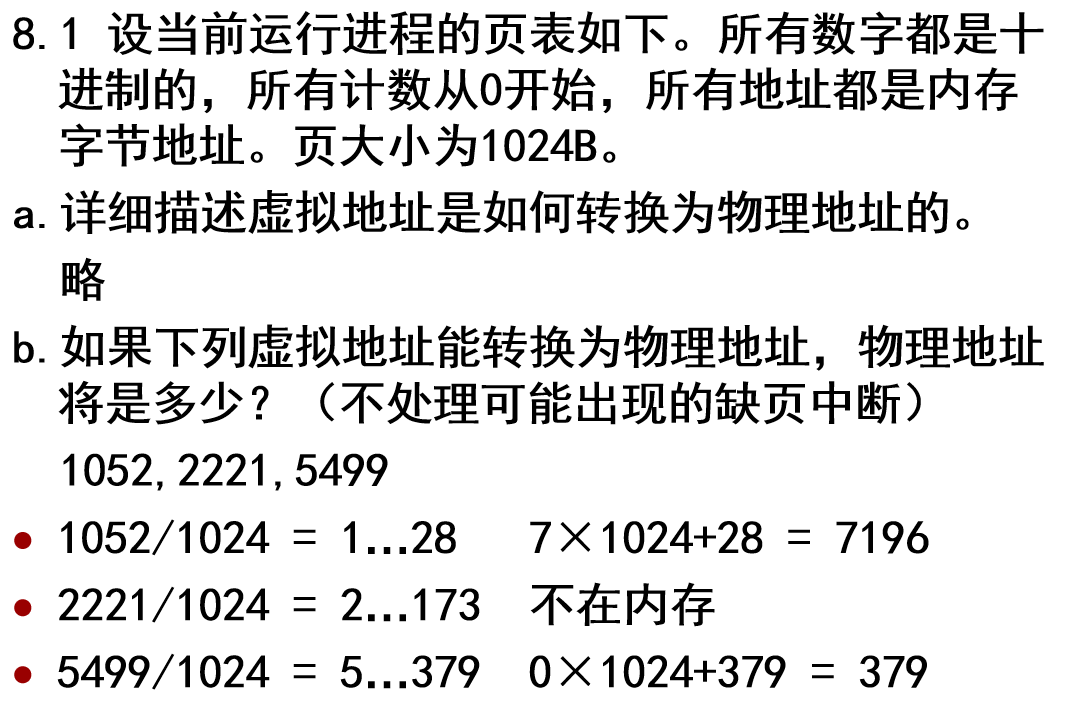 8.1 设当前运行进程的页表如下。所有数字都是十
进制的，所有计数从0开始，所有地址都是内存
字节地址。页大小为1024B。
a.详细描述虚拟地址是如何转换为物理地址的。
略
b.如果下列虚拟地址能转换为物理地址，物理地址
将是多少？（不处理可能出现的缺页中断）
1052,2221,5499
• 1052/1024 = 1…28 7×1024+28 = 7196
• 2221/1024 = 2…173 不在内存
• 5499/1024 = 5…379 0×1024+379 = 379